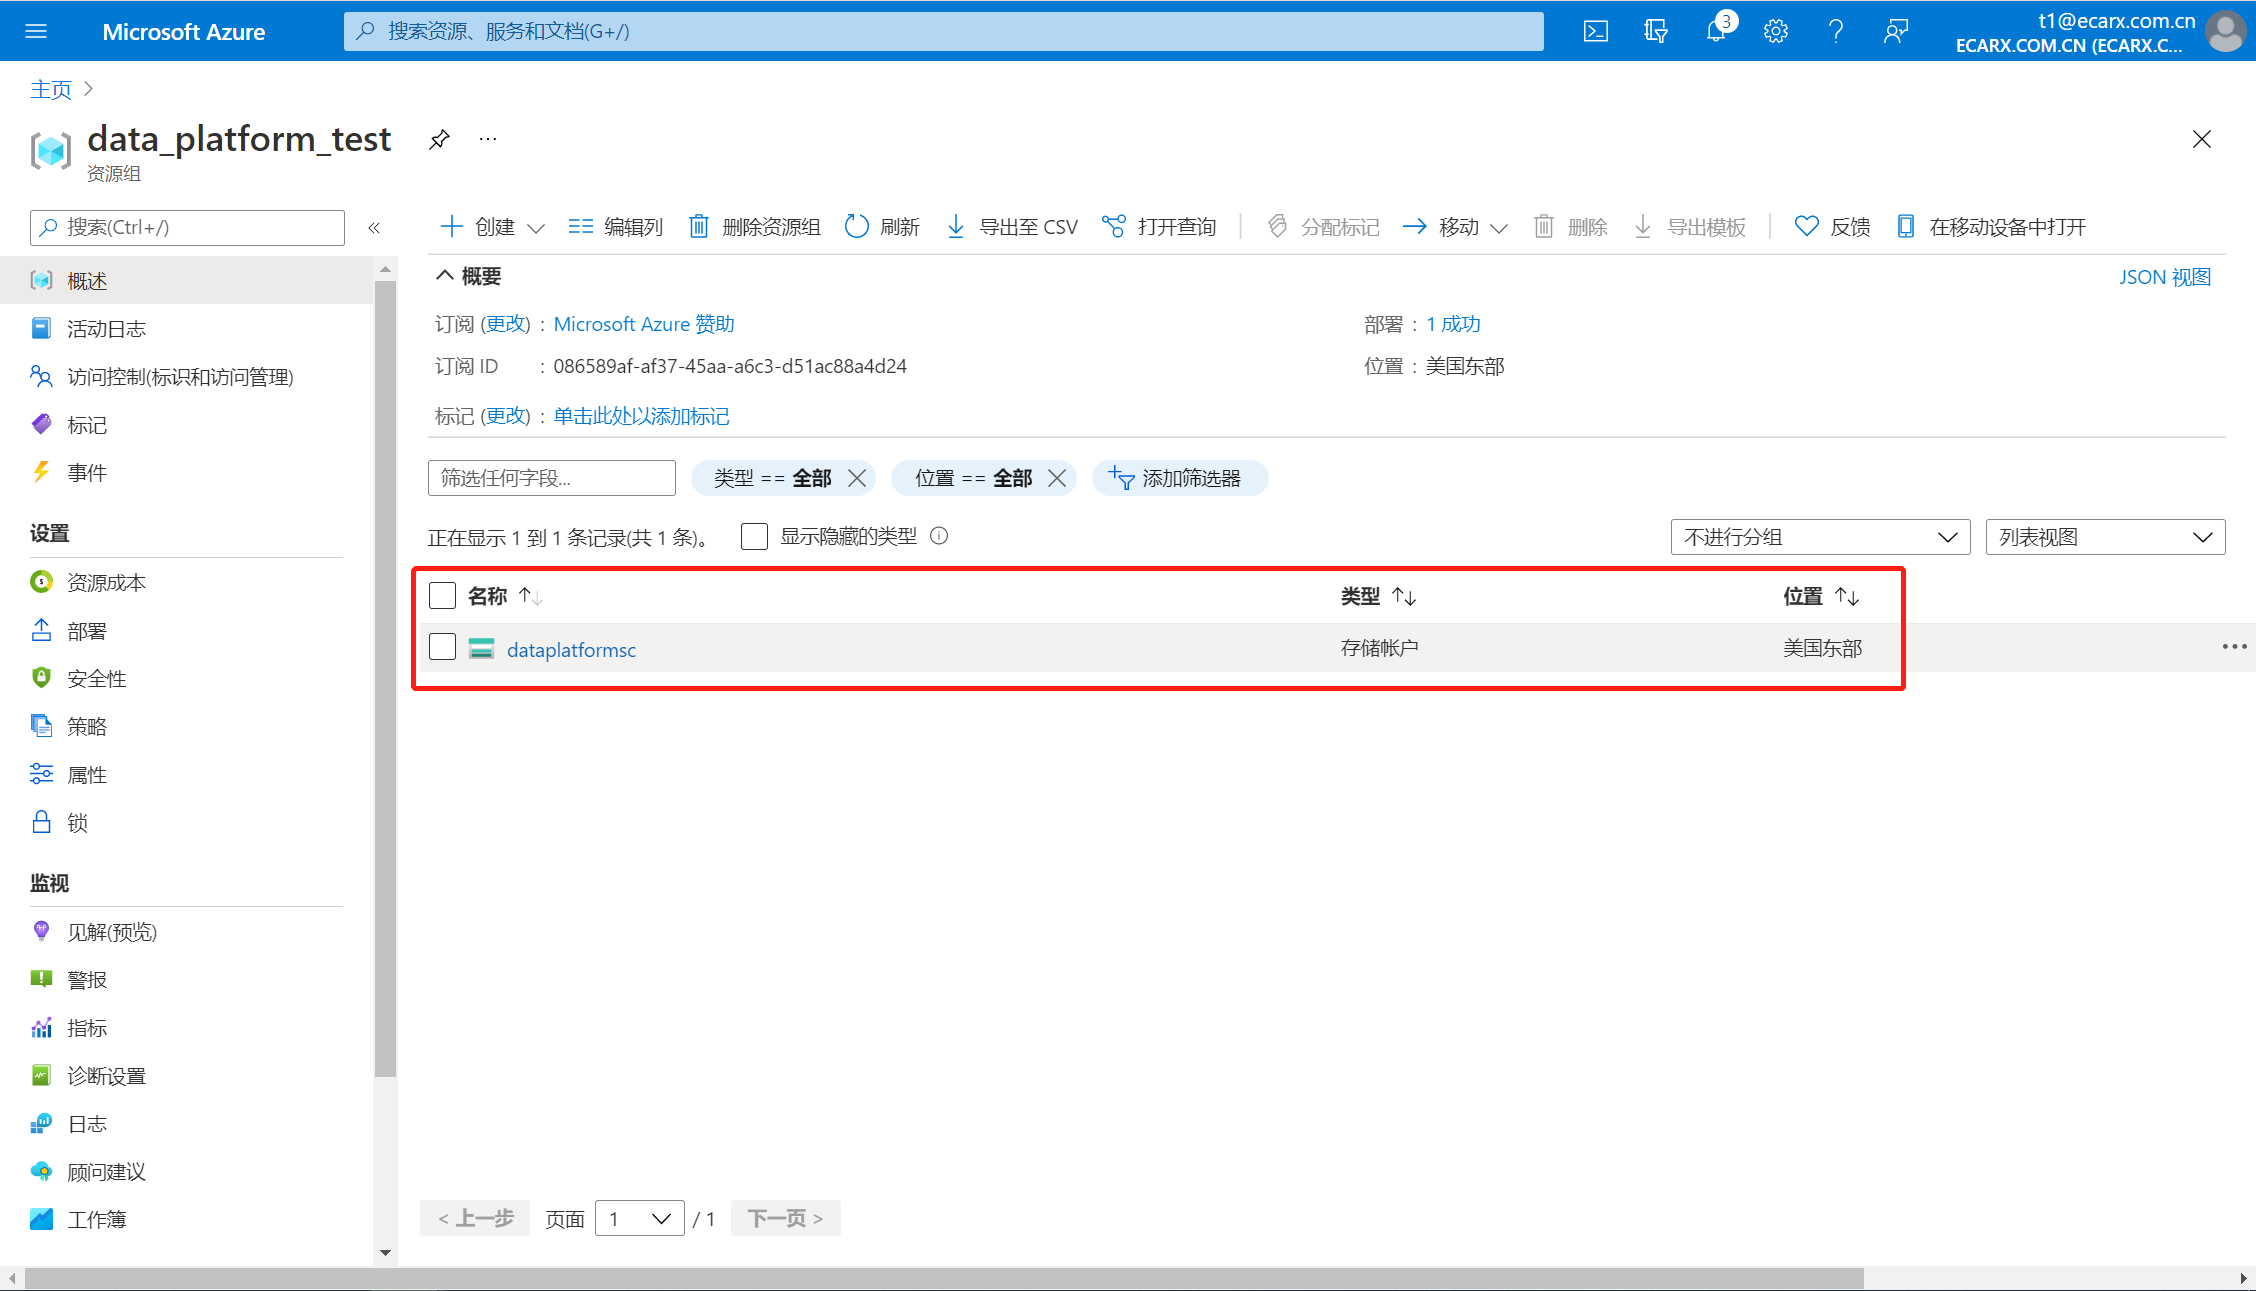 Microsoft Azure
搜索资源、服务和文档(G+/)
3
t1@ecarx.com.cn
ECARX.COM.CN (ECARX.C...
主页 >
data_platform_test
资源组
搜索(Ctrl+/)
«
概述
活动日志
访问控制(标识和访问管理)
标记
事件
设置
资源成本
部署
安全性
策略
属性
锁
监视
见解(预览)
警报
指标
诊断设置
日志
顾问建议
工作簿
创建 编辑列 删除资源组 刷新 导出至 CSV 打开查询 分配标记 移动 删除 导出模板 反馈 在移动设备中打开
概要
JSON 视图
订阅 (更改) : Microsoft Azure 赞助
部署 : 1 成功
订阅 ID : 086589af-af37-45aa-a6c3-d51ac88a4d24
位置 : 美国东部
标记 (更改) : 单击此处以添加标记
筛选任何字段... 类型 == 全部 位置 == 全部 添加筛选器
正在显示 1 到 1 条记录(共 1 条)。 显示隐藏的类型 不进行分组 列表视图
名称 ↑↓ 类型 ↑↓ 位置 ↑↓
dataplatformsc 存储帐户 美国东部
< 上一步 页面 1 / 1 下一页 >